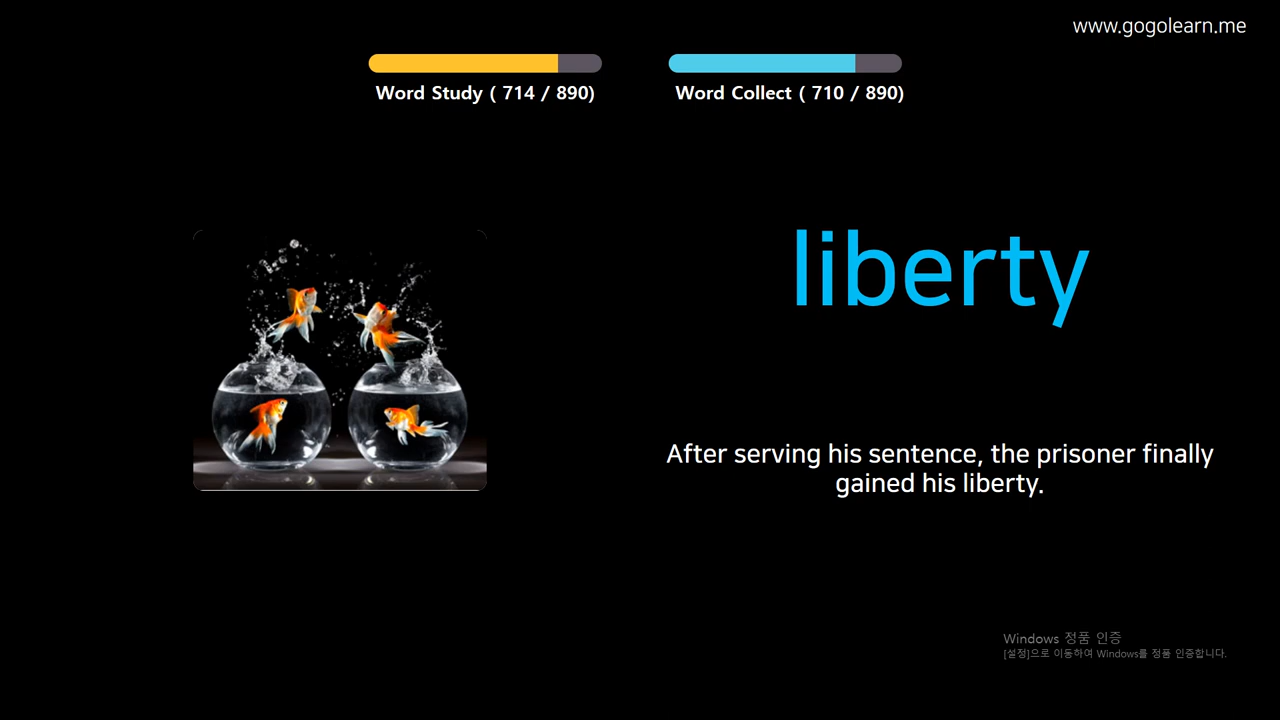 www.gogolearn.me
Word Study ( 714 / 890)
Word Collect ( 710 / 890)
liberty
After serving his sentence, the prisoner finally
gained his liberty.
Windows 정품 인증
[설정]으로 이동하여 Windows를 정품 인증합니다.